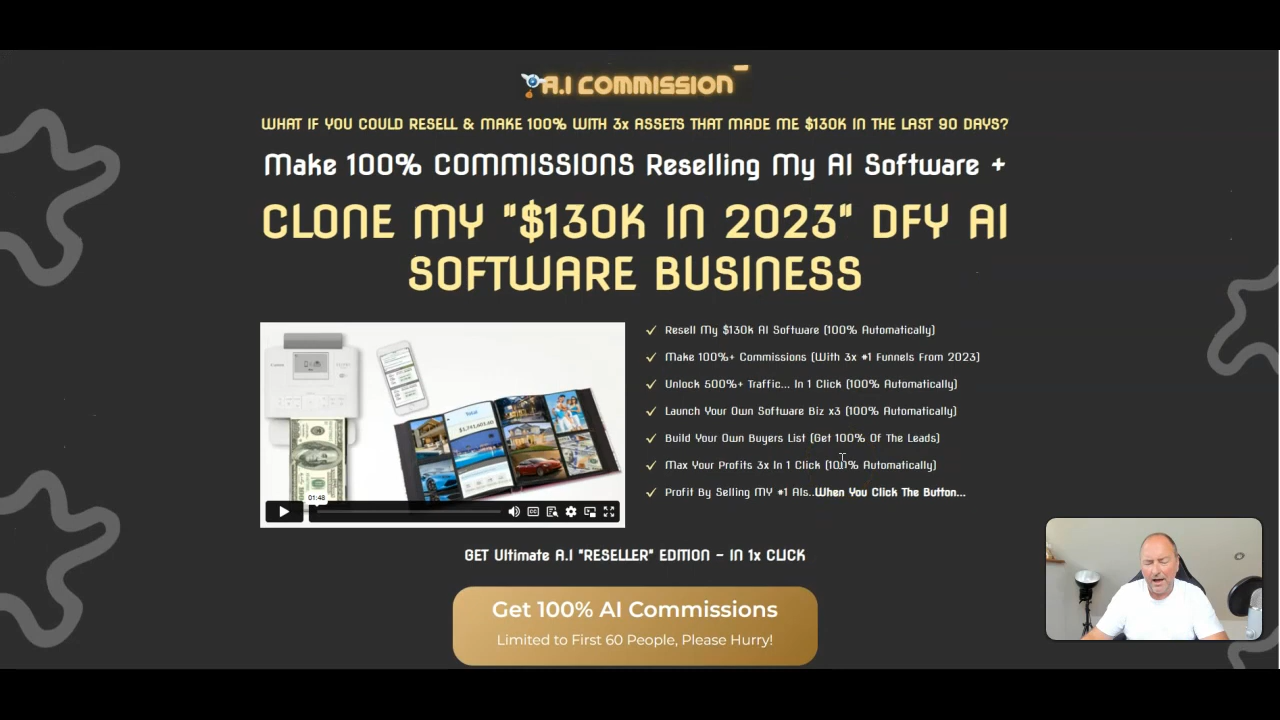 A.I COMMISSION
WHAT IF YOU COULD RESELL & MAKE 100% WITH 3x ASSETS THAT MADE ME $130K IN THE LAST 90 DAYS?
Make 100% COMMISSIONS Reselling My AI Software +
CLONE MY "$130K IN 2023" DFY AI
SOFTWARE BUSINESS
Resell My $130k AI Software (100% Automatically)
Make 100%+ Commissions (With 3x #1 Funnels From 2023)
Unlock 500%+ Traffic... In 1 Click (100% Automatically)
Launch Your Own Software Biz x3 (100% Automatically)
Build Your Own Buyers List (Get 100% Of The Leads)
Max Your Profits 3x In 1 Click (101% Automatically)
Profit By Selling MY #1 AIs..When You Click The Button...
Canon
Total
01:48
CC
GET Ultimate A.I "RESELLER" EDITION - IN 1x CLICK
Get 100% AI Commissions
Limited to First 60 People, Please Hurry!